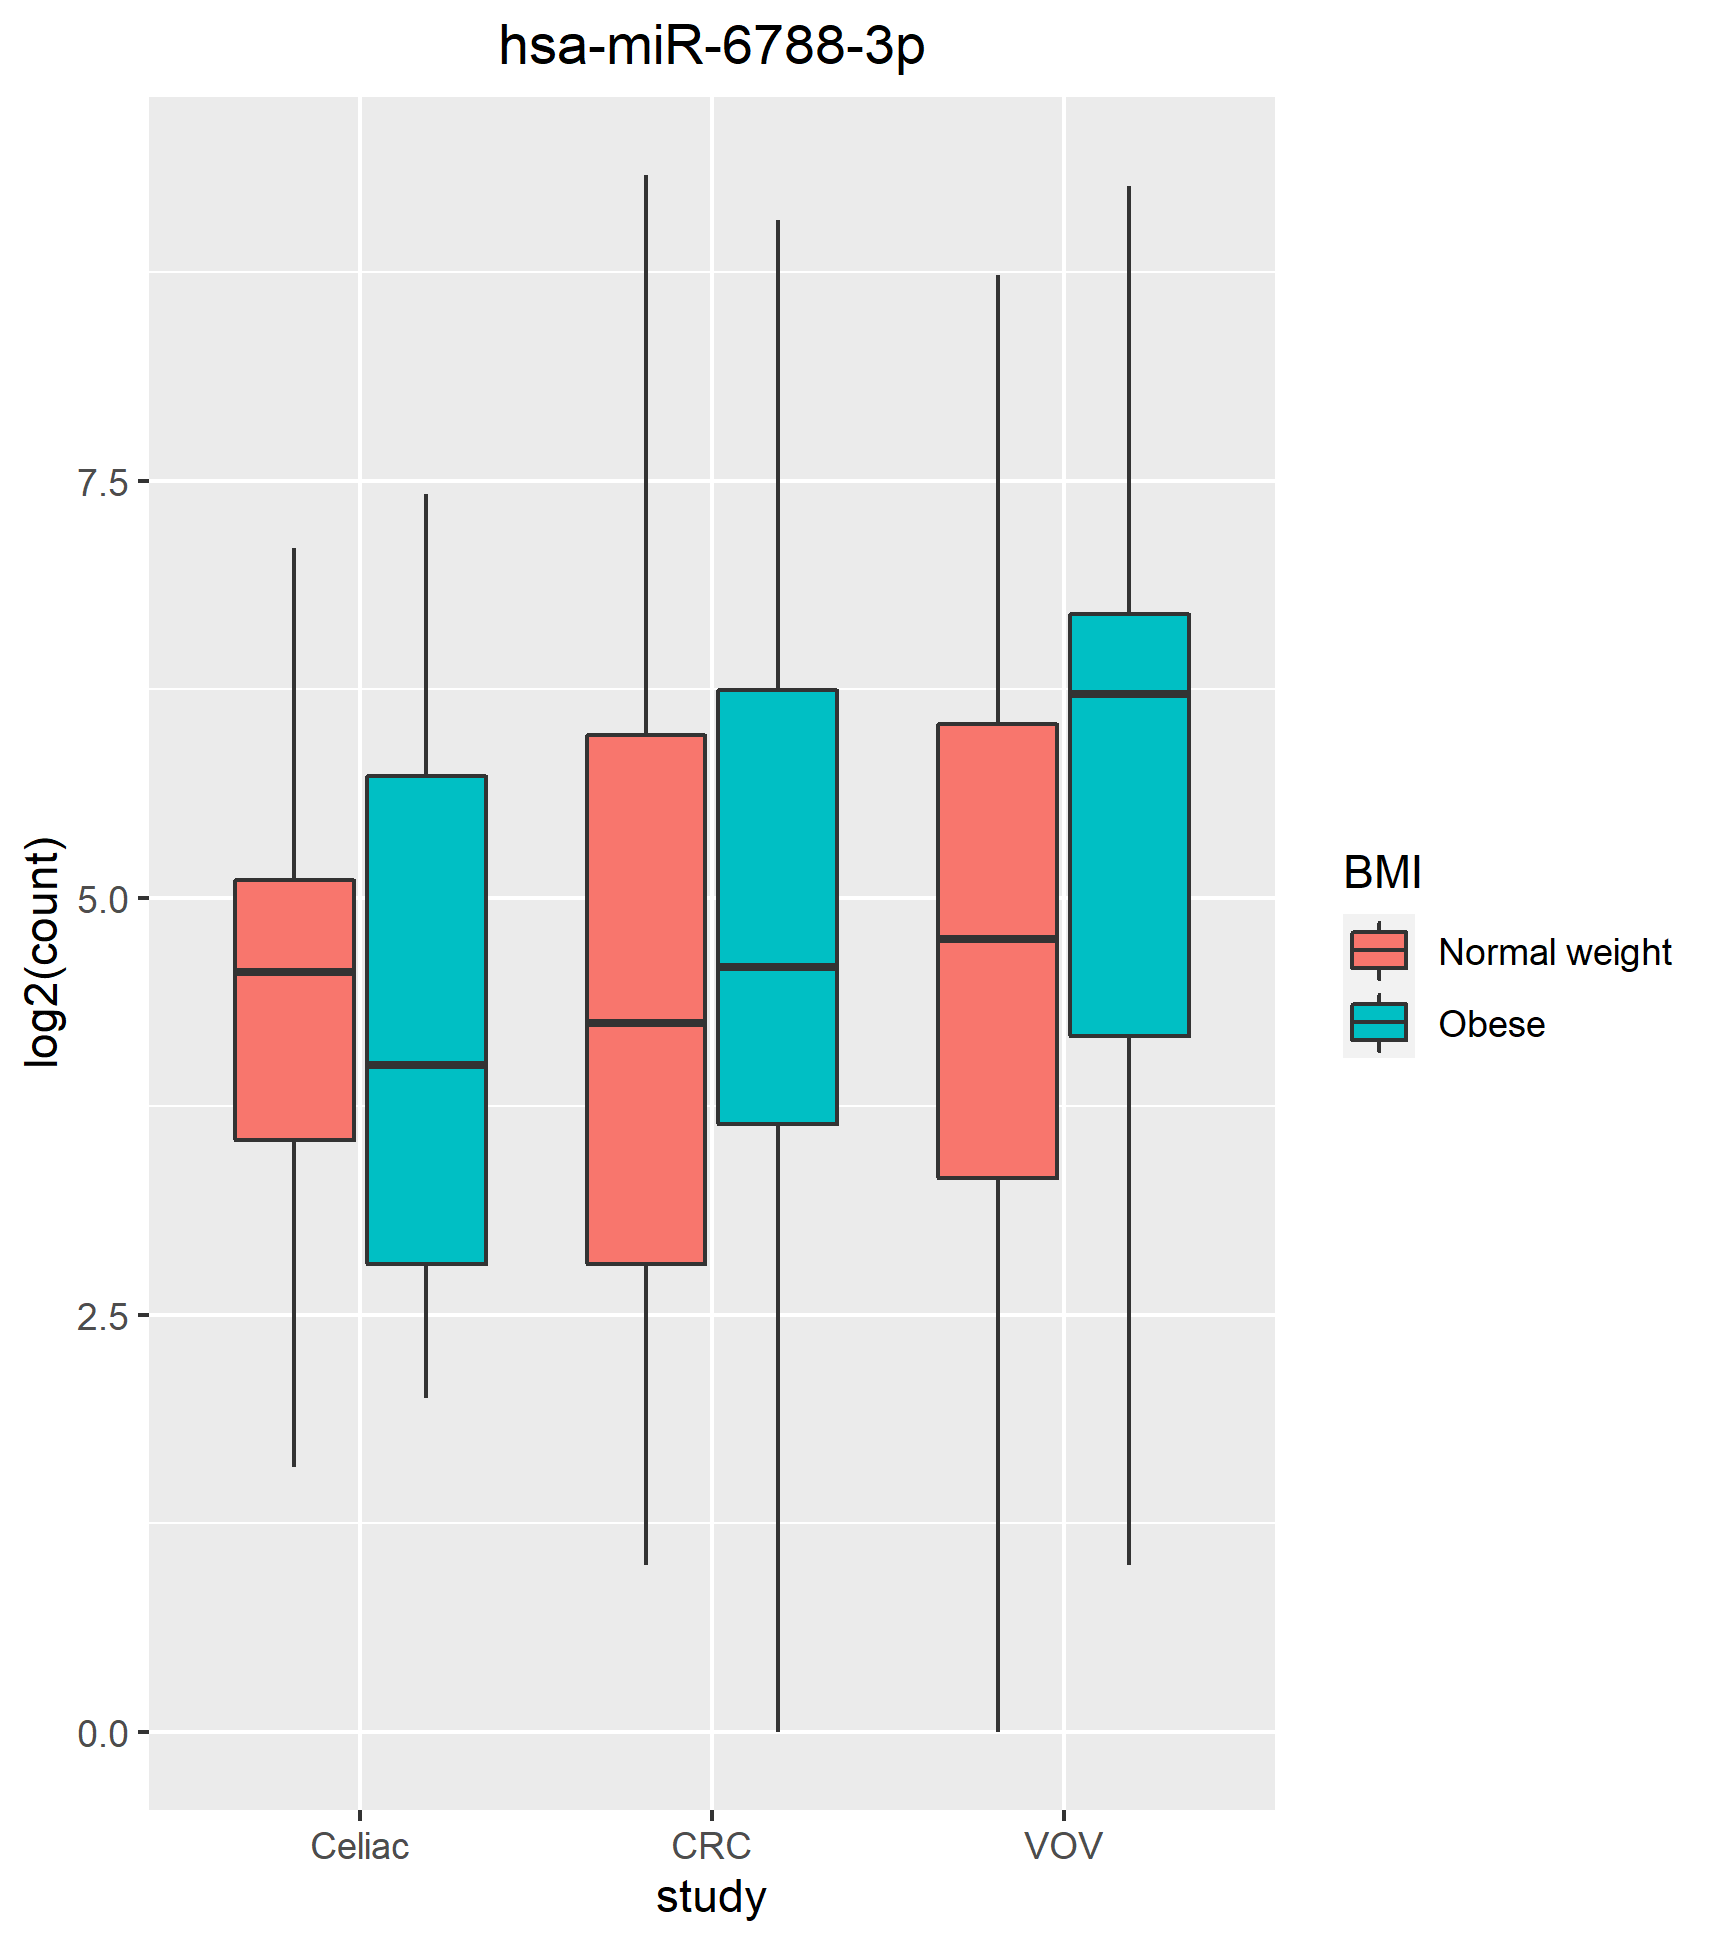 hsa-miR-6788-3p
log2(count)
7.5
5.0
2.5
0.0
Celiac
CRC
VOV
study
BMI
Normal weight
Obese